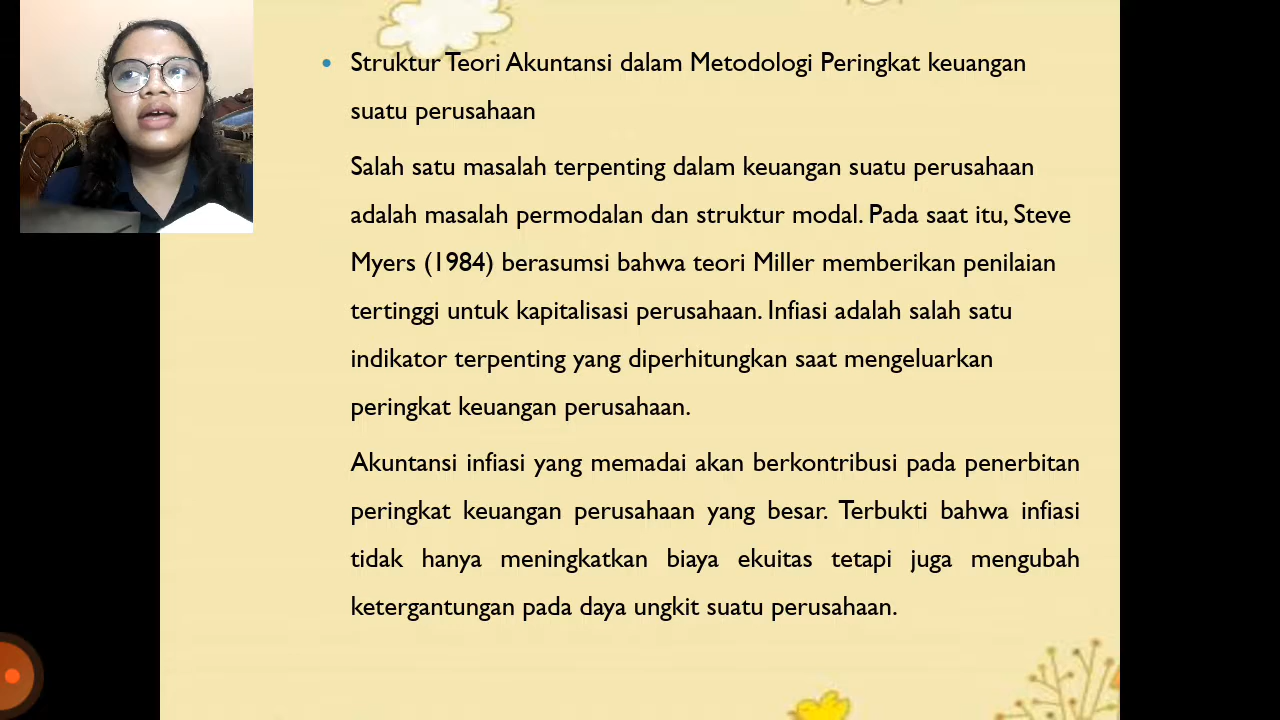 Struktur Teori Akuntansi dalam Metodologi Peringkat keuangan
suatu perusahaan
Salah satu masalah terpenting dalam keuangan suatu perusahaan
adalah masalah permodalan dan struktur modal. Pada saat itu, Steve
Myers (1984) berasumsi bahwa teori Miller memberikan penilaian
tertinggi untuk kapitalisasi perusahaan. Infiasi adalah salah satu
indikator terpenting yang diperhitungkan saat mengeluarkan
peringkat keuangan perusahaan.
Akuntansi infiasi yang memadai akan berkontribusi pada penerbitan
peringkat keuangan perusahaan yang besar. Terbukti bahwa infiasi
tidak hanya meningkatkan biaya ekuitas tetapi juga mengubah
ketergantungan pada daya ungkit suatu perusahaan.